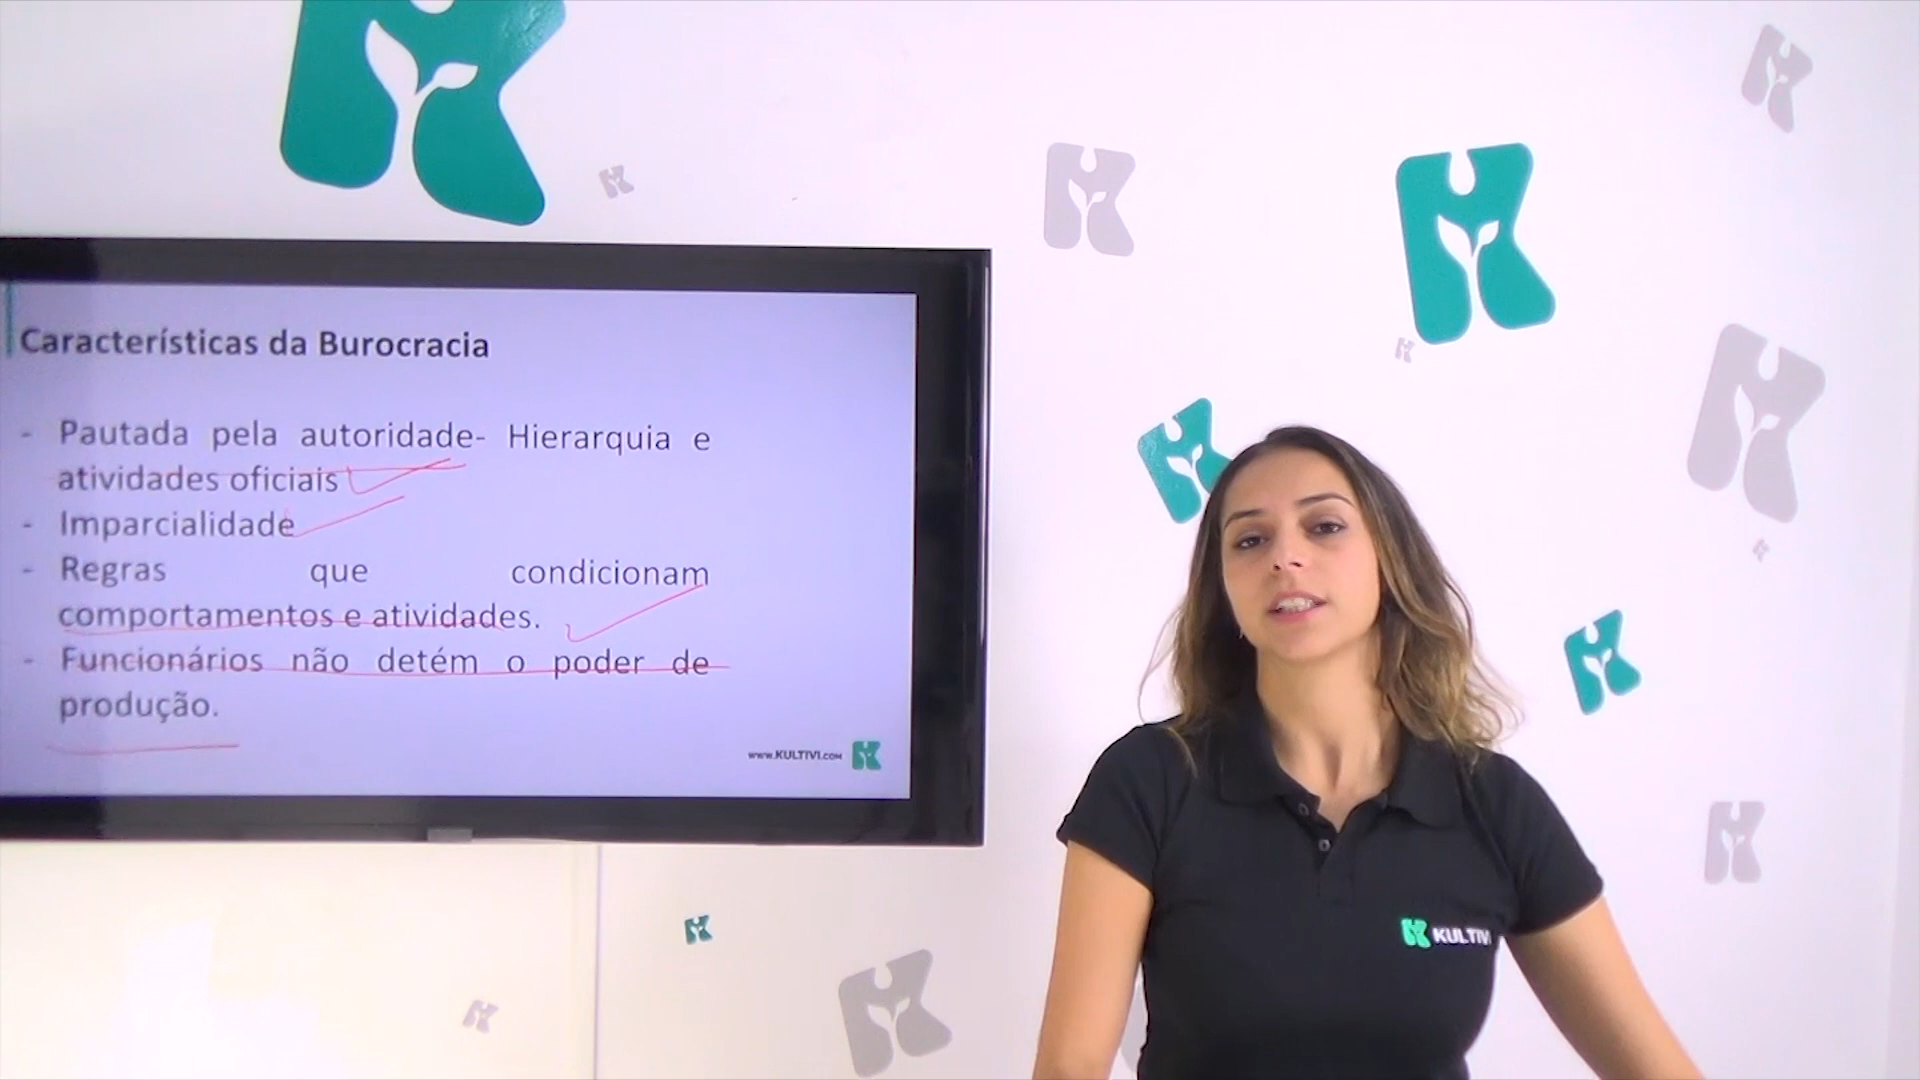 Características da Burocracia
- Pautada pela autoridade- Hierarquia e
atividades oficiais
- Imparcialidade
- Regras que condicionam
comportamentos e atividades.
- Funcionários não detém o poder de
produção.
www.KULTIVI.com
KULTIVI